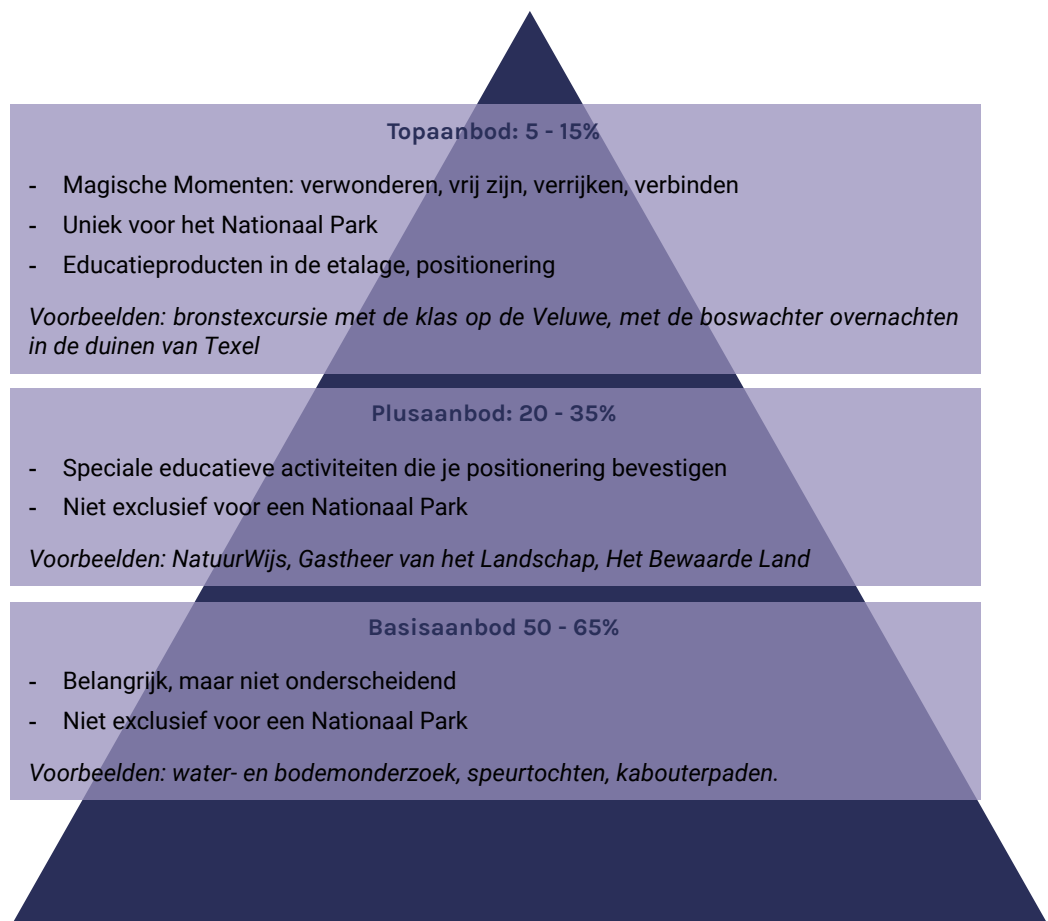 Topaanbod: 5 - 15%
- Magische Momenten: verwonderen, vrij zijn, verrijken, verbinden
- Uniek voor het Nationaal Park
- Educatieproducten in de etalage, positionering
Voorbeelden: bronstexcursie met de klas op de Veluwe, met de boswachter overnachten
in de duinen van Texel
Plusaanbod: 20 - 35%
- Speciale educatieve activiteiten die je positionering bevestigen
- Niet exclusief voor een Nationaal Park
Voorbeelden: NatuurWijs, Gastheer van het Landschap, Het Bewaarde Land
Basisaanbod 50 - 65%
- Belangrijk, maar niet onderscheidend
- Niet exclusief voor een Nationaal Park
Voorbeelden: water- en bodemonderzoek, speurtochten, kabouterpaden.